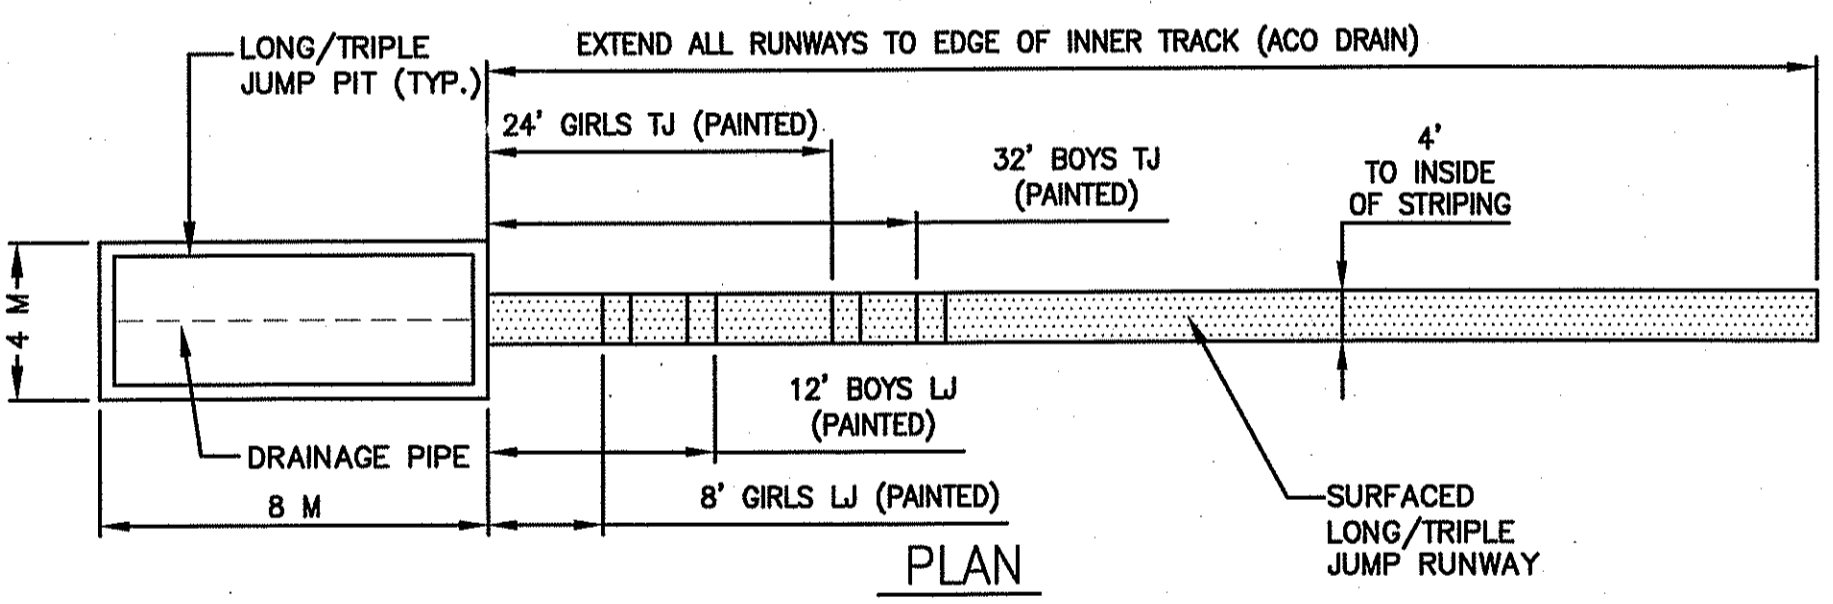 LONG/TRIPLE
JUMP PIT (TYP.)
EXTEND ALL RUNWAYS TO EDGE OF INNER TRACK (ACO DRAIN)
24' GIRLS TJ (PAINTED)
32' BOYS TJ
(PAINTED)
4'
TO INSIDE
OF STRIPING
4 M
12' BOYS LJ
(PAINTED)
DRAINAGE PIPE
8 M
8' GIRLS LJ (PAINTED)
SURFACED
LONG/TRIPLE
JUMP RUNWAY
PLAN